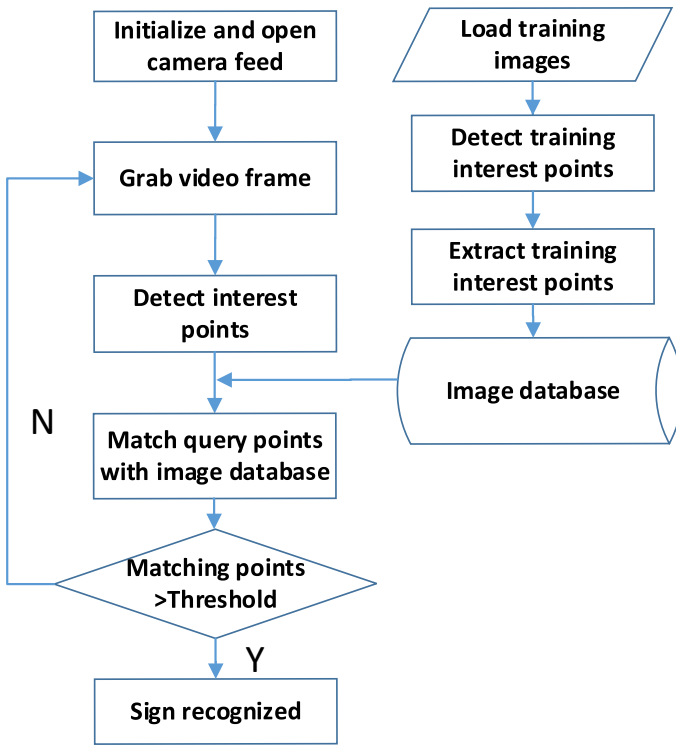 Initialize and open
camera feed
Load training
images
Grab video frame
Detect training
interest points
Detect interest
points
Extract training
interest points
Image database
N
Match query points
with image database
Matching points
>Threshold
Y
Sign recognized